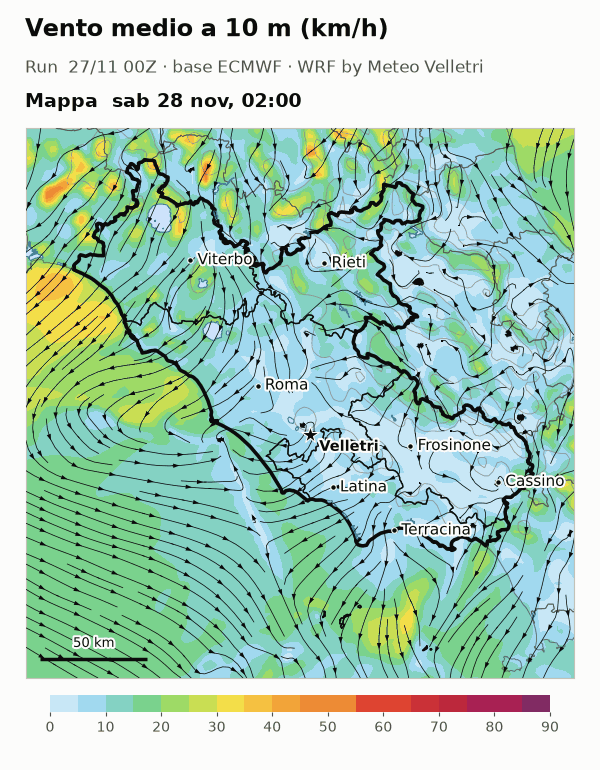 Vento medio a 10 m (km/h)
Run  27/11 00Z · base ECMWF · WRF by Meteo Velletri
Mappa  sab 28 nov, 02:00
Viterbo
Rieti
Roma
Velletri
Frosinone
Cassino
Latina
Terracina
50 km
0 10 20 30 40 50 60 70 80 90